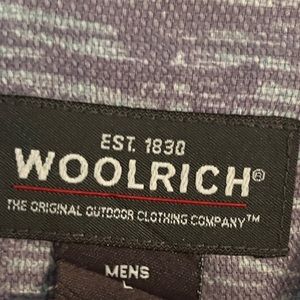 EST. 1830
WOOLRICH®
THE ORIGINAL OUTDOOR CLOTHING COMPANY™
MENS
L